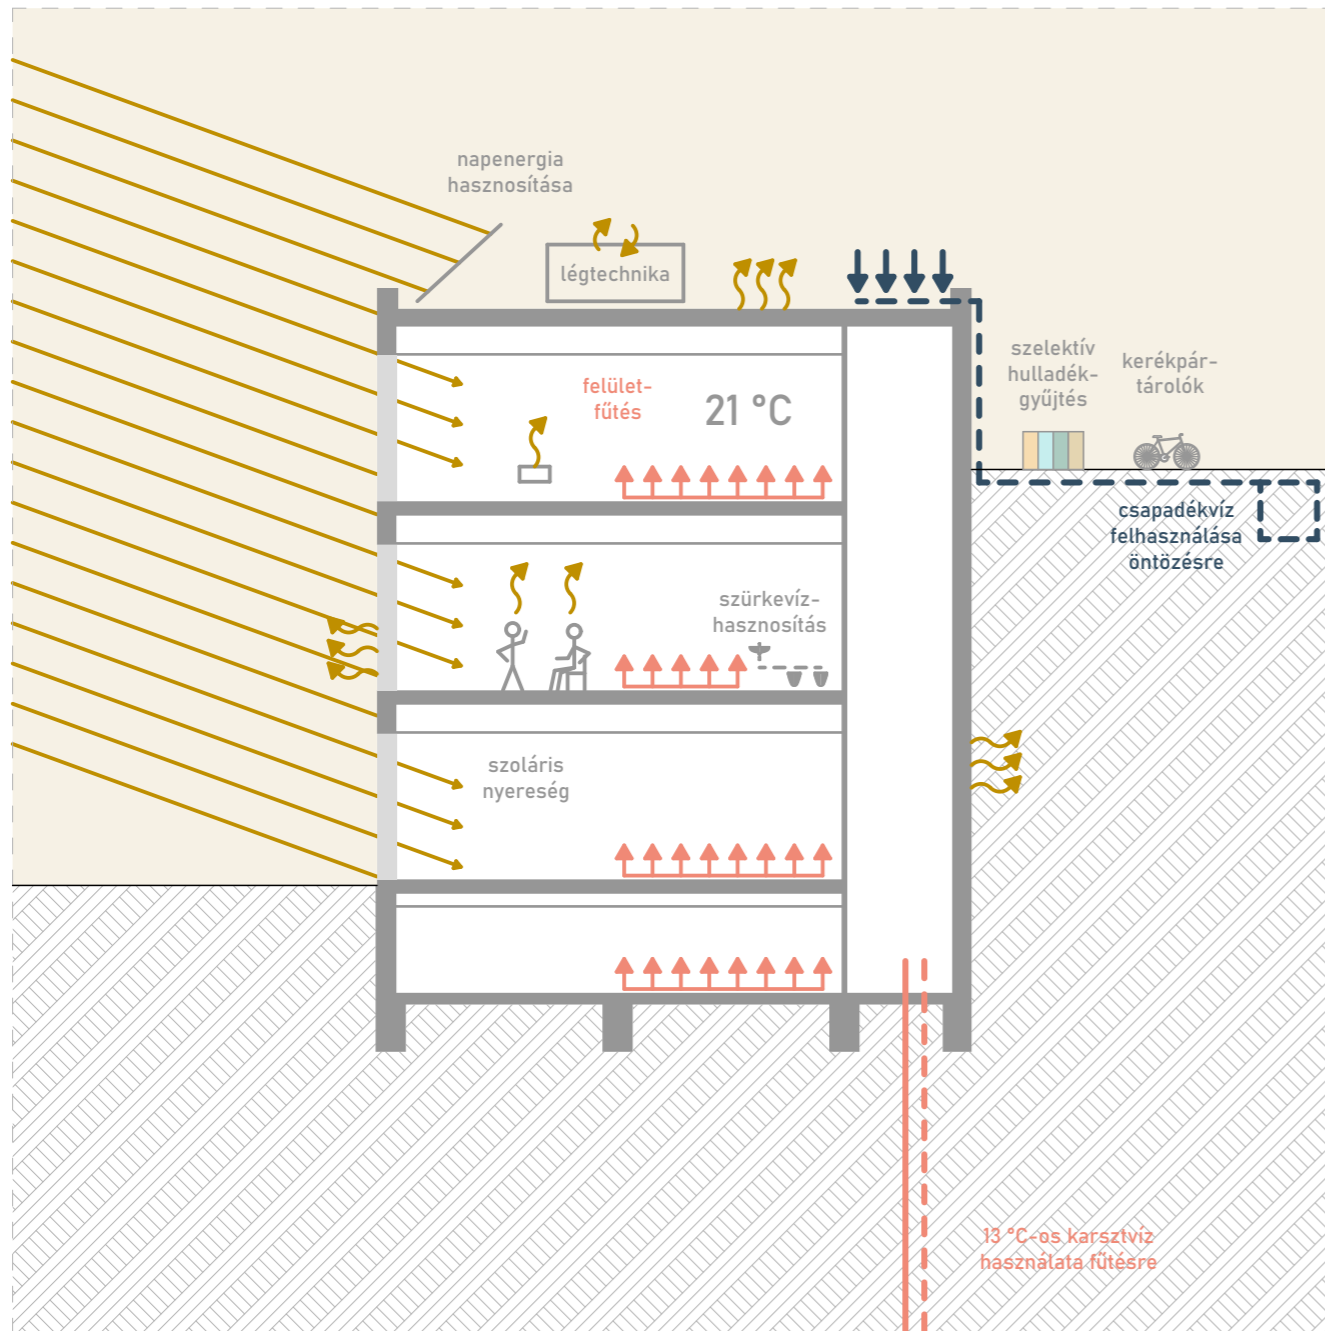 napenergia
hasznosítása
légtechnika
szelektív
hulladék-
gyűjtés
kerékpár-
tárolók
felület-
fűtés
21 °C
csapadékvíz
felhasználása
öntözésre
szürkevíz-
hasznosítás
szoláris
nyereség
13 °C-os karsztvíz
használata fűtésre